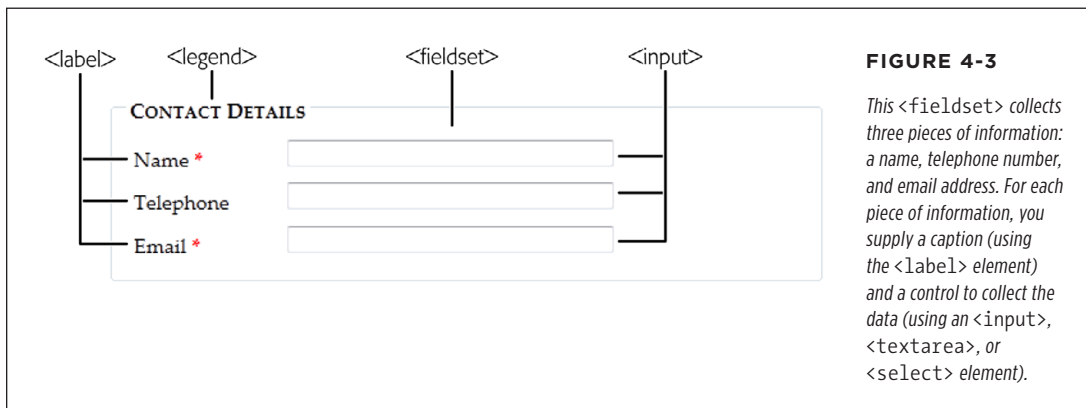 <label>
<legend>
<fieldset>
<input>
CONTACT DETAILS
Name *
Telephone
Email *
FIGURE 4-3
This <fieldset> collects
three pieces of information:
a name, telephone number,
and email address. For each
piece of information, you
supply a caption (using
the <label> element)
and a control to collect the
data (using an <input>,
<textarea>, or
<select> element).